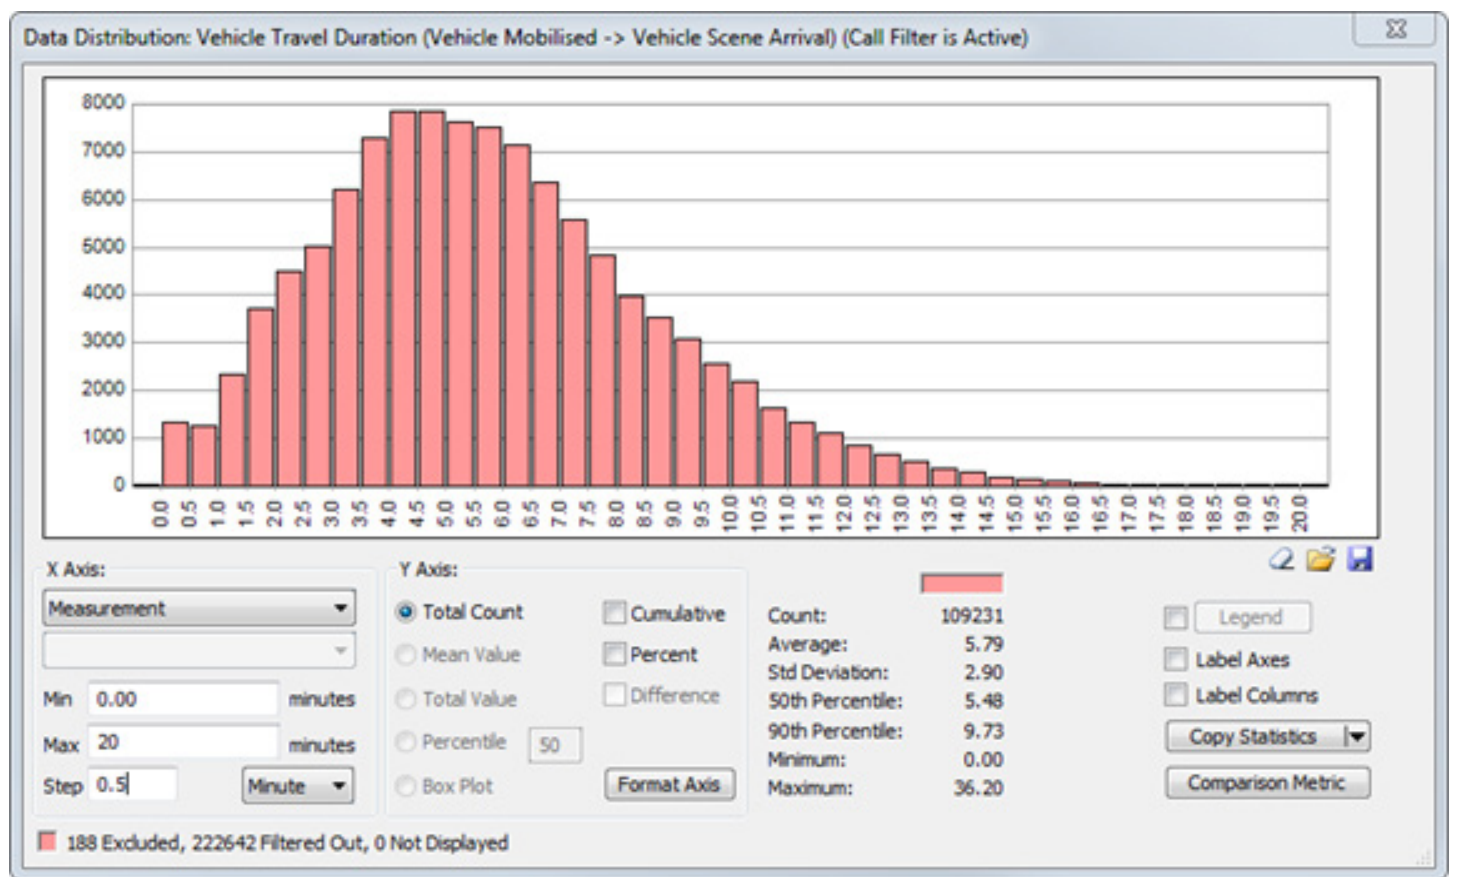 Data Distribution: Vehicle Travel Duration (Vehicle Mobilised -> Vehicle Scene Arrival) (Call Filter is Active)
8000
7000
6000
5000
4000
3000
2000
1000
0
0.0 0.5 1.0 1.5 2.0 2.5 3.0 3.5 4.0 4.5 5.0 5.5 6.0 6.5 7.0 7.5 8.0 8.5 9.0 9.5 10.0 10.5 11.0 11.5 12.0 12.5 13.0 13.5 14.0 14.5 15.0 15.5 16.0 16.5 17.0 17.5 18.0 18.5 19.0 19.5 20.0
X Axis:
Measurement
Min 0.00 minutes
Max 20 minutes
Step 0.5 Minute
Y Axis:
Total Count Cumulative
Mean Value Percent
Total Value Difference
Percentile 50
Box Plot Format Axis
Count: 109231
Average: 5.79
Std Deviation: 2.90
50th Percentile: 5.48
90th Percentile: 9.73
Minimum: 0.00
Maximum: 36.20
Legend
Label Axes
Label Columns
Copy Statistics
Comparison Metric
188 Excluded, 222642 Filtered Out, 0 Not Displayed